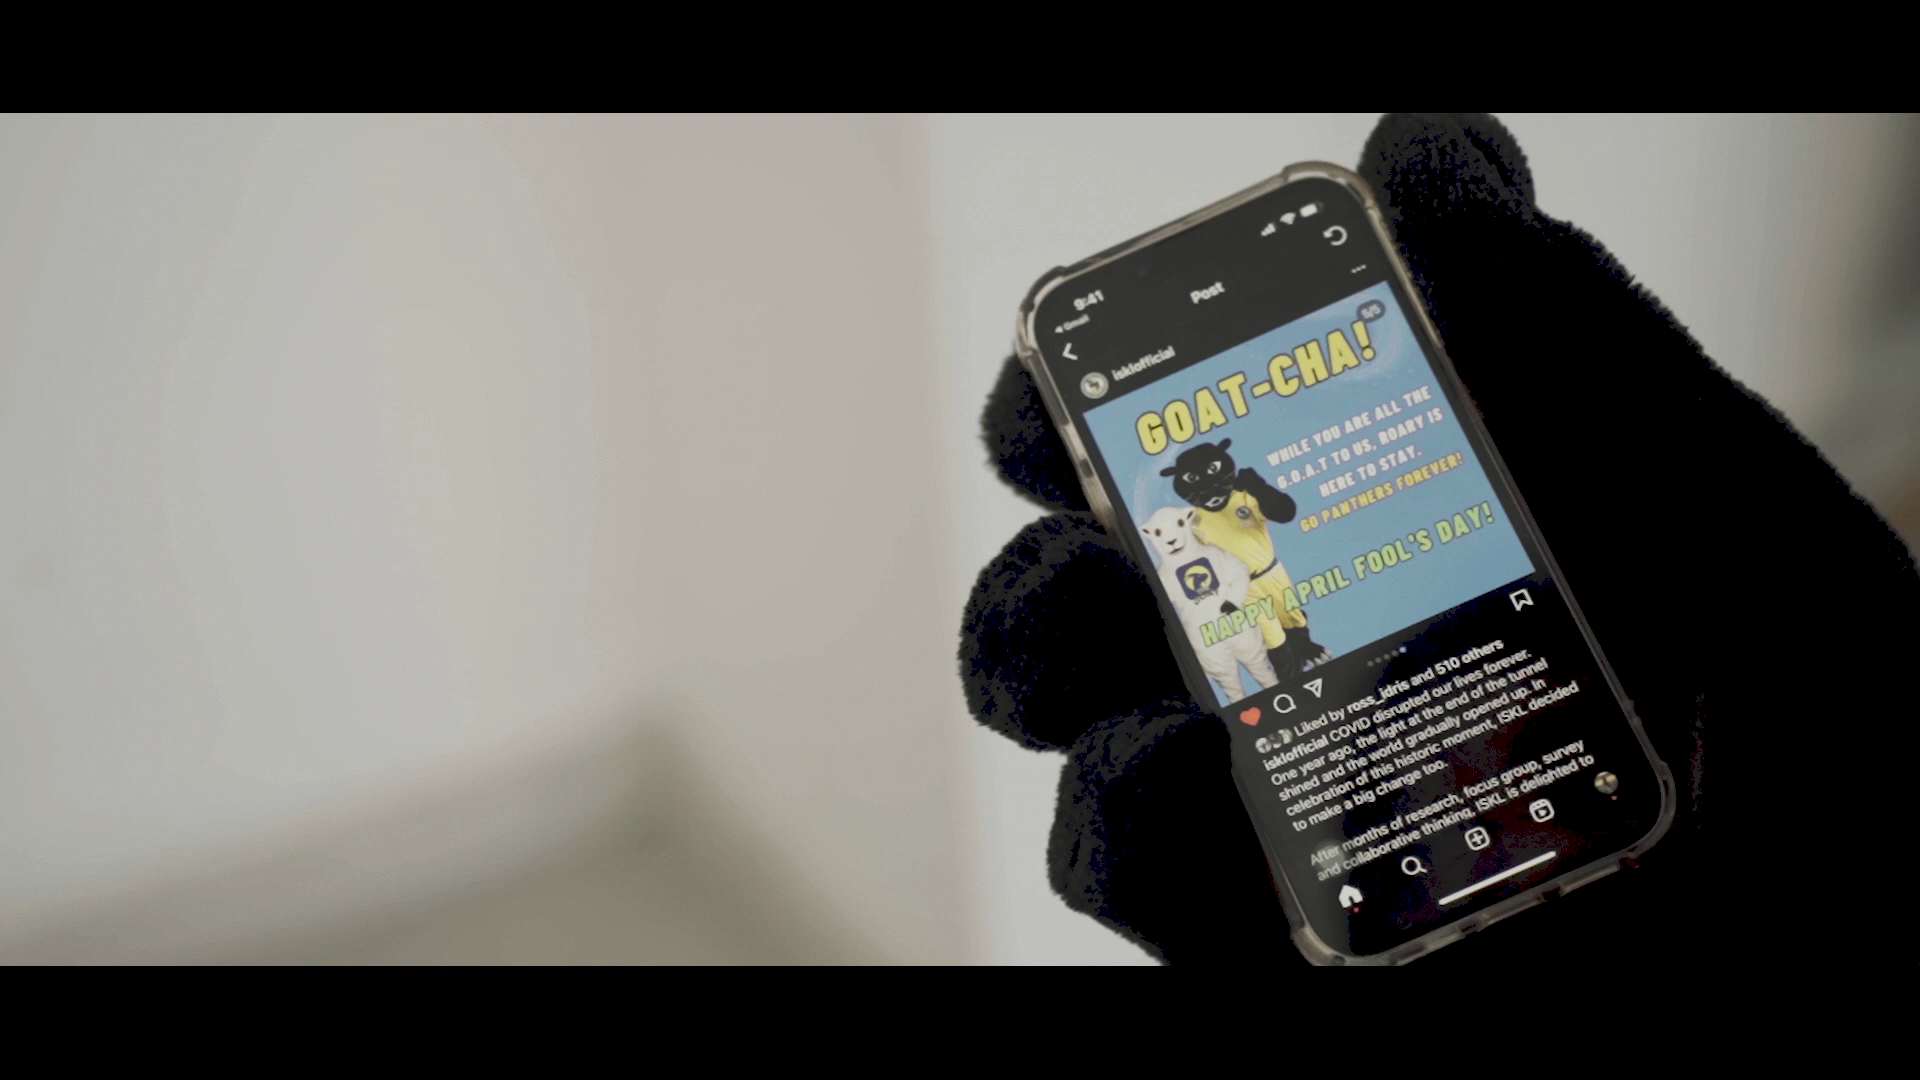 9:41
Gmail
Post
isklofficial
5/5
GOAT-CHA!
WHILE YOU ARE ALL THE
G.O.A.T TO US, ROARY IS
HERE TO STAY.
GO PANTHERS FOREVER!
HAPPY APRIL FOOL'S DAY!
Liked by ross_idris and 510 others
isklofficial COVID disrupted our lives forever.
One year ago, the light at the end of the tunnel
shined and the world gradually opened up. In
celebration of this historic moment, ISKL decided
to make a big change too.
After months of research, focus group, survey
and collaborative thinking, ISKL is delighted to